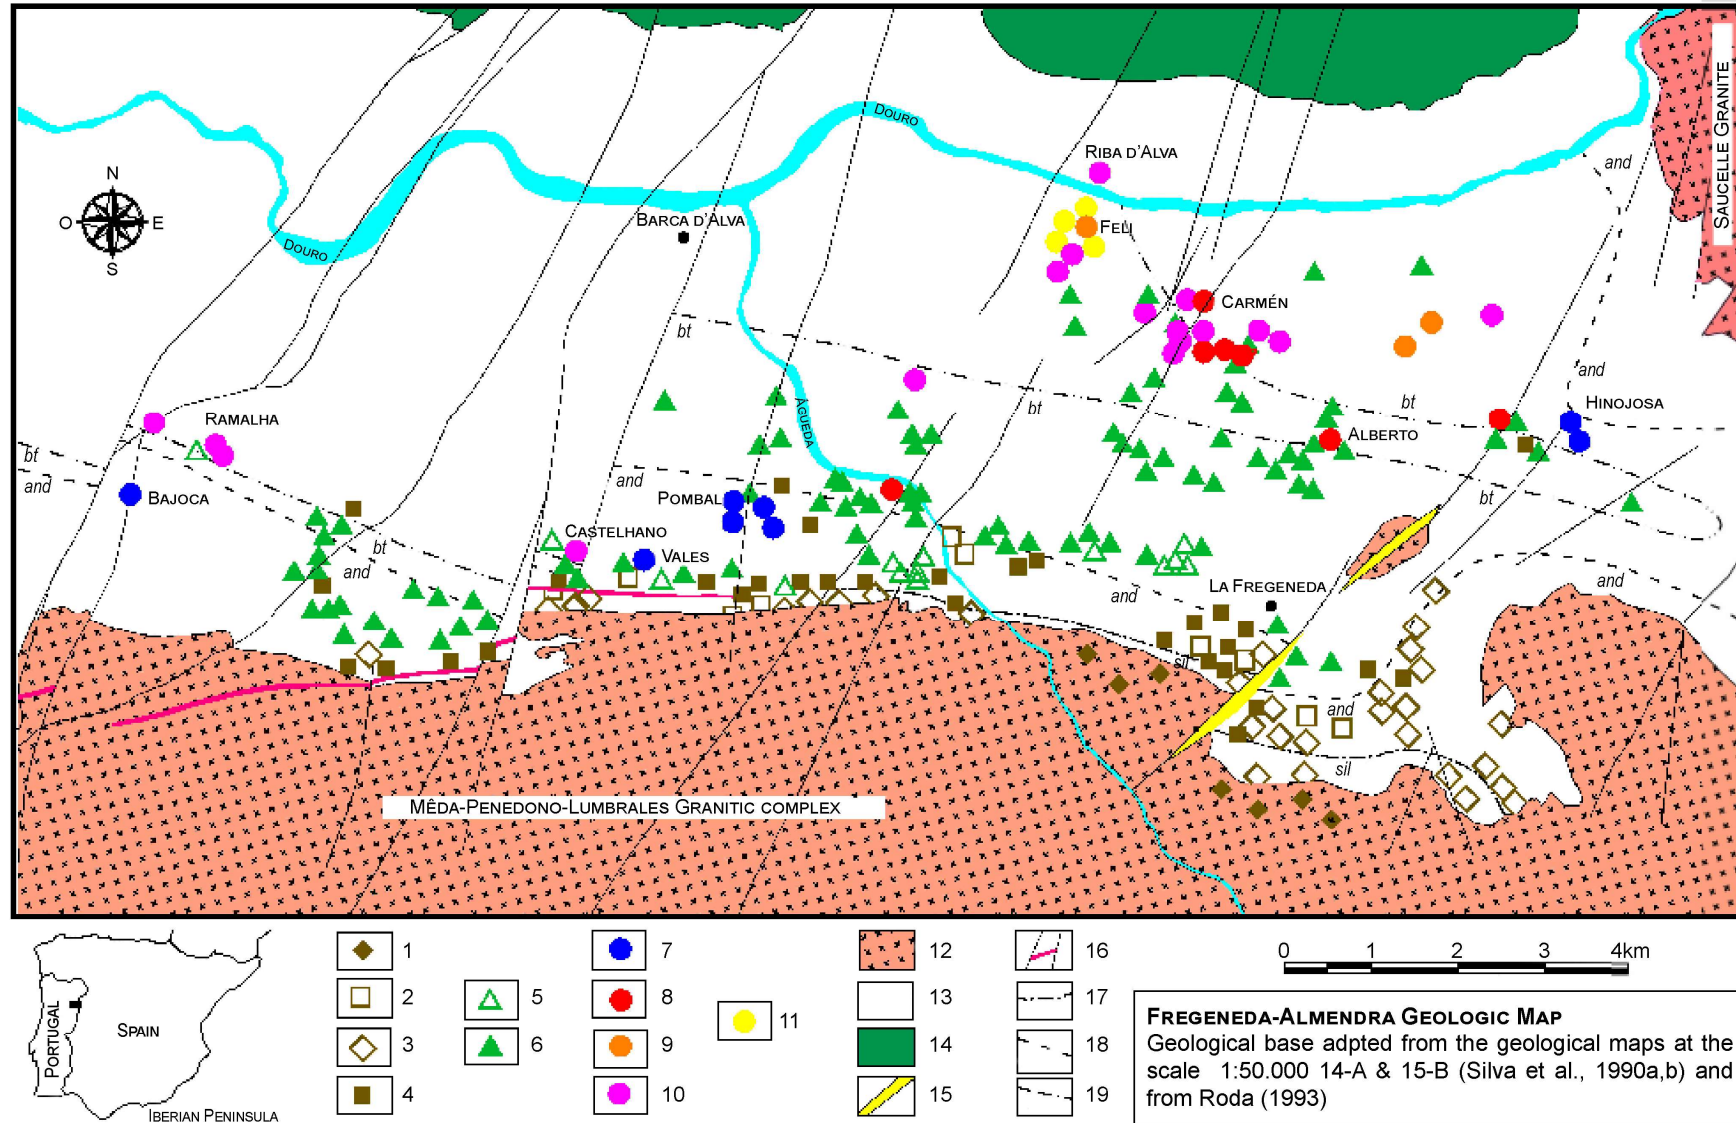 SAUCELLE GRANITE
DOURO
RIBA D'ALVA
and
N
O
E
S
BARCA D'ALVA
FELI
DOURO
CARMÉN
bt
and
RAMALHA
AGUEDA
bt
bt
HINOJOSA
ALBERTO
bt
and
and
BAJOCA
POMBAL
bt
CASTELHANO
bt
VALES
and
LA FREGENEDA
and
and
sil
and
sil
MÊDA-PENEDONO-LUMBRALES GRANITIC COMPLEX
PORTUGAL
SPAIN
IBERIAN PENINSULA
1
2
3
4
5
6
7
8
9
10
11
12
13
14
15
16
17
18
19
0 1 2 3 4km
FREGENEDA-ALMENDRA GEOLOGIC MAP
Geological base adpted from the geological maps at the
scale 1:50.000 14-A & 15-B (Silva et al., 1990a,b) and
from Roda (1993)